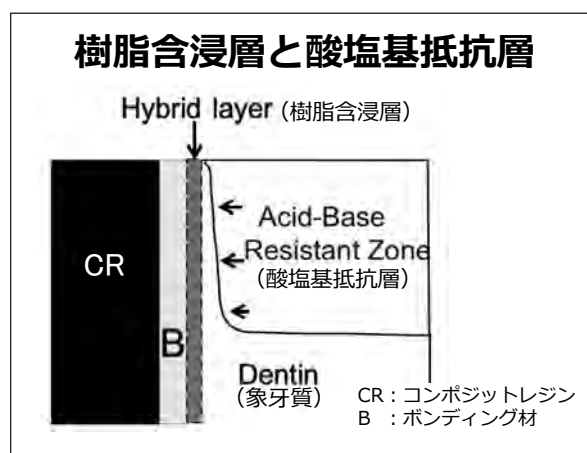 樹脂含浸層と酸塩基抵抗層
Hybrid layer（樹脂含浸層）
Acid-Base
Resistant Zone
（酸塩基抵抗層）
CR
B
Dentin
（象牙質）
CR：コンポジットレジン
B ：ボンディング材